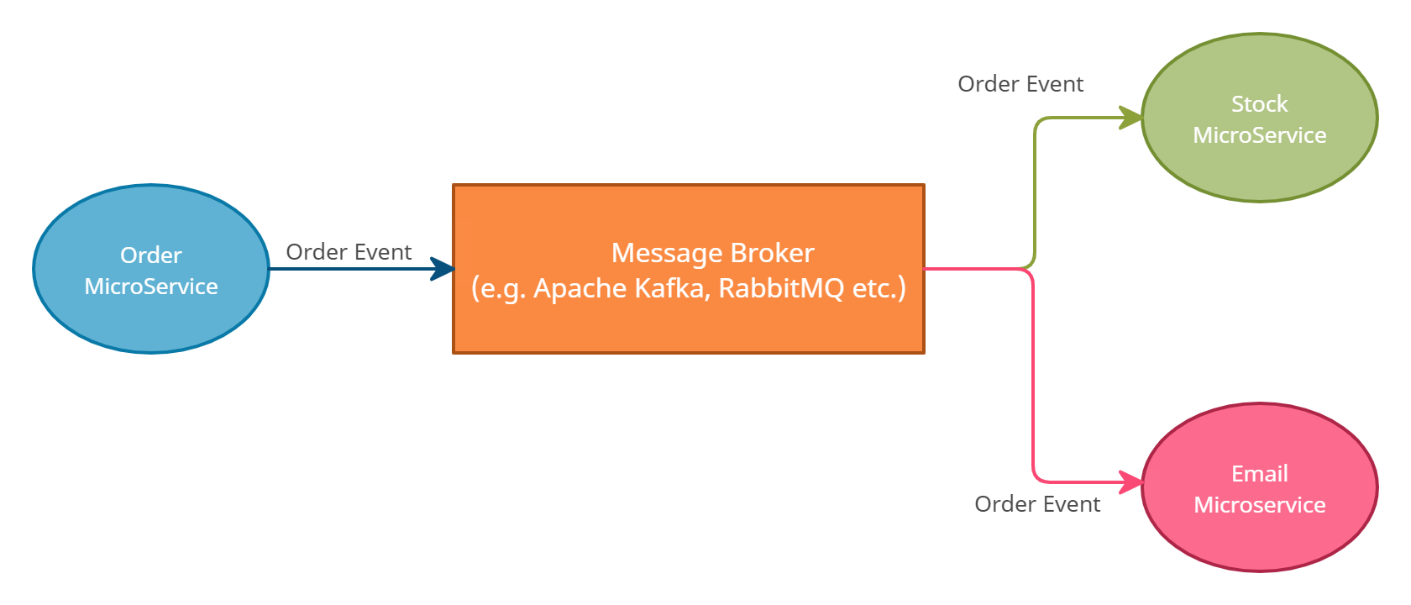 Order Event
Stock
MicroService
Order
MicroService
Order Event
Message Broker
(e.g. Apache Kafka, RabbitMQ etc.)
Email
Microservice
Order Event